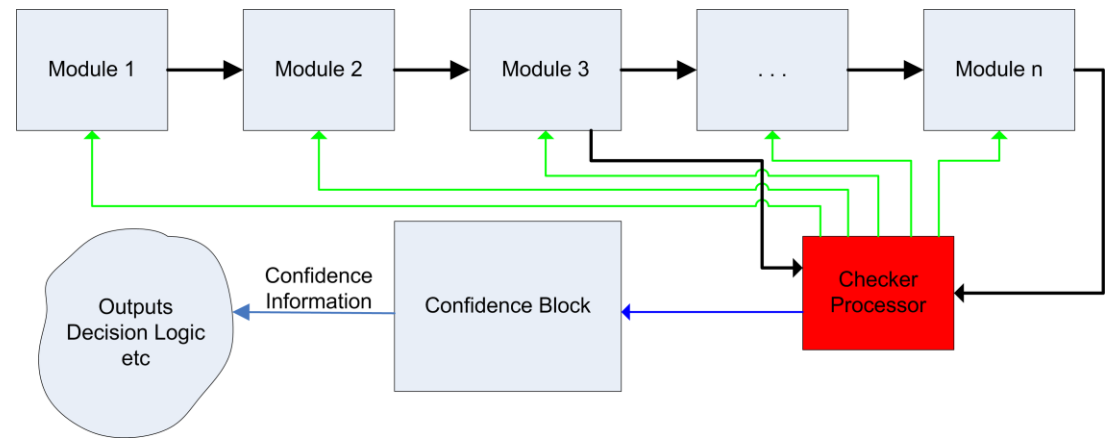 Module 1
Module 2
Module 3
. . .
Module n
Outputs
Decision Logic
etc
Confidence
Information
Confidence Block
Checker
Processor